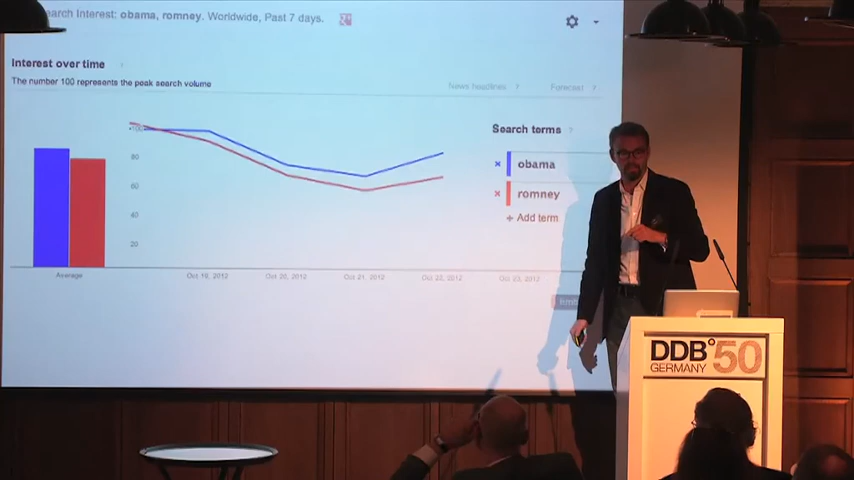 earch Interest: obama, romney. Worldwide, Past 7 days.
Interest over time
The number 100 represents the peak search volume
News headlines
Forecast
Search terms
100
80
60
40
20
× obama
× romney
+ Add term
Average
Oct 19, 2012
Oct 20, 2012
Oct 21, 2012
Oct 22, 2012
Oct 23, 2012
DDB° 50
GERMANY